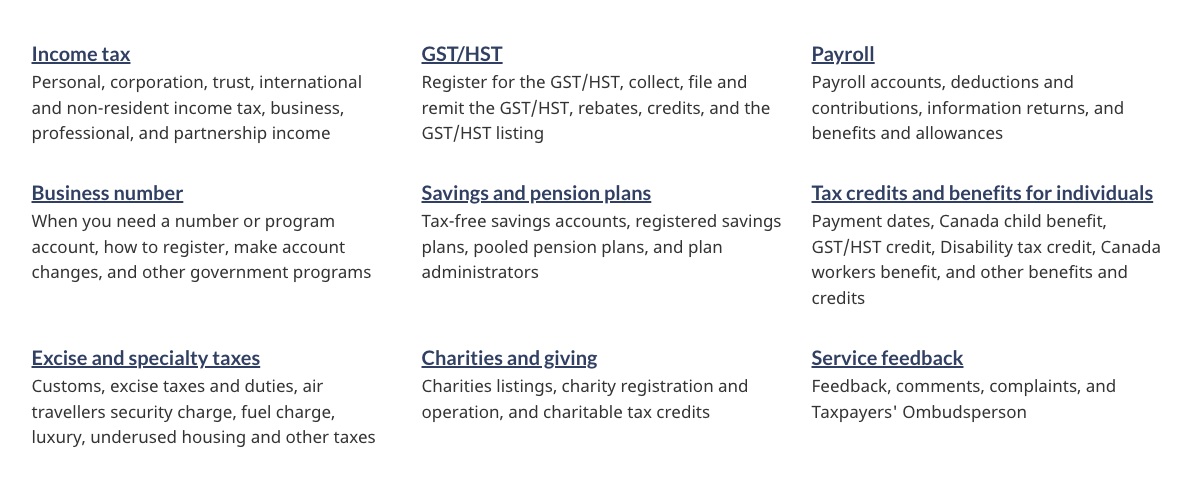 Income tax
Personal, corporation, trust, international
and non-resident income tax, business,
professional, and partnership income
GST/HST
Register for the GST/HST, collect, file and
remit the GST/HST, rebates, credits, and the
GST/HST listing
Payroll
Payroll accounts, deductions and
contributions, information returns, and
benefits and allowances
Business number
When you need a number or program
account, how to register, make account
changes, and other government programs
Savings and pension plans
Tax-free savings accounts, registered savings
plans, pooled pension plans, and plan
administrators
Tax credits and benefits for individuals
Payment dates, Canada child benefit,
GST/HST credit, Disability tax credit, Canada
workers benefit, and other benefits and
credits
Excise and specialty taxes
Customs, excise taxes and duties, air
travellers security charge, fuel charge,
luxury, underused housing and other taxes
Charities and giving
Charities listings, charity registration and
operation, and charitable tax credits
Service feedback
Feedback, comments, complaints, and
Taxpayers' Ombudsperson